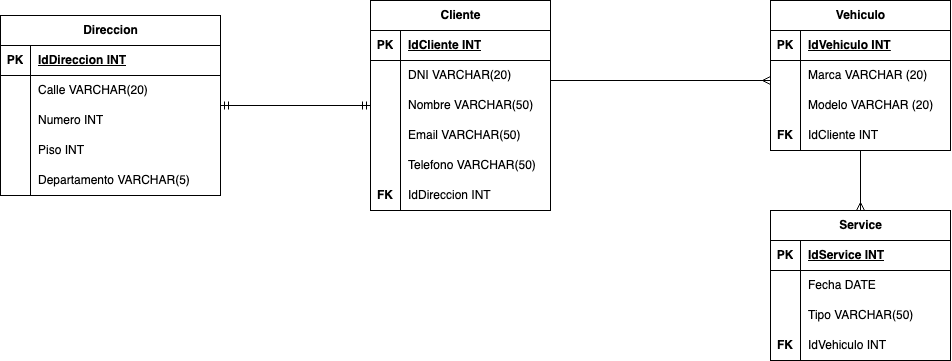 Direccion
PK IdDireccion INT
Calle VARCHAR(20)
Numero INT
Piso INT
Departamento VARCHAR(5)
Cliente
PK IdCliente INT
DNI VARCHAR(20)
Nombre VARCHAR(50)
Email VARCHAR(50)
Telefono VARCHAR(50)
FK IdDireccion INT
Vehiculo
PK IdVehiculo INT
Marca VARCHAR (20)
Modelo VARCHAR (20)
FK IdCliente INT
Service
PK IdService INT
Fecha DATE
Tipo VARCHAR(50)
FK IdVehiculo INT